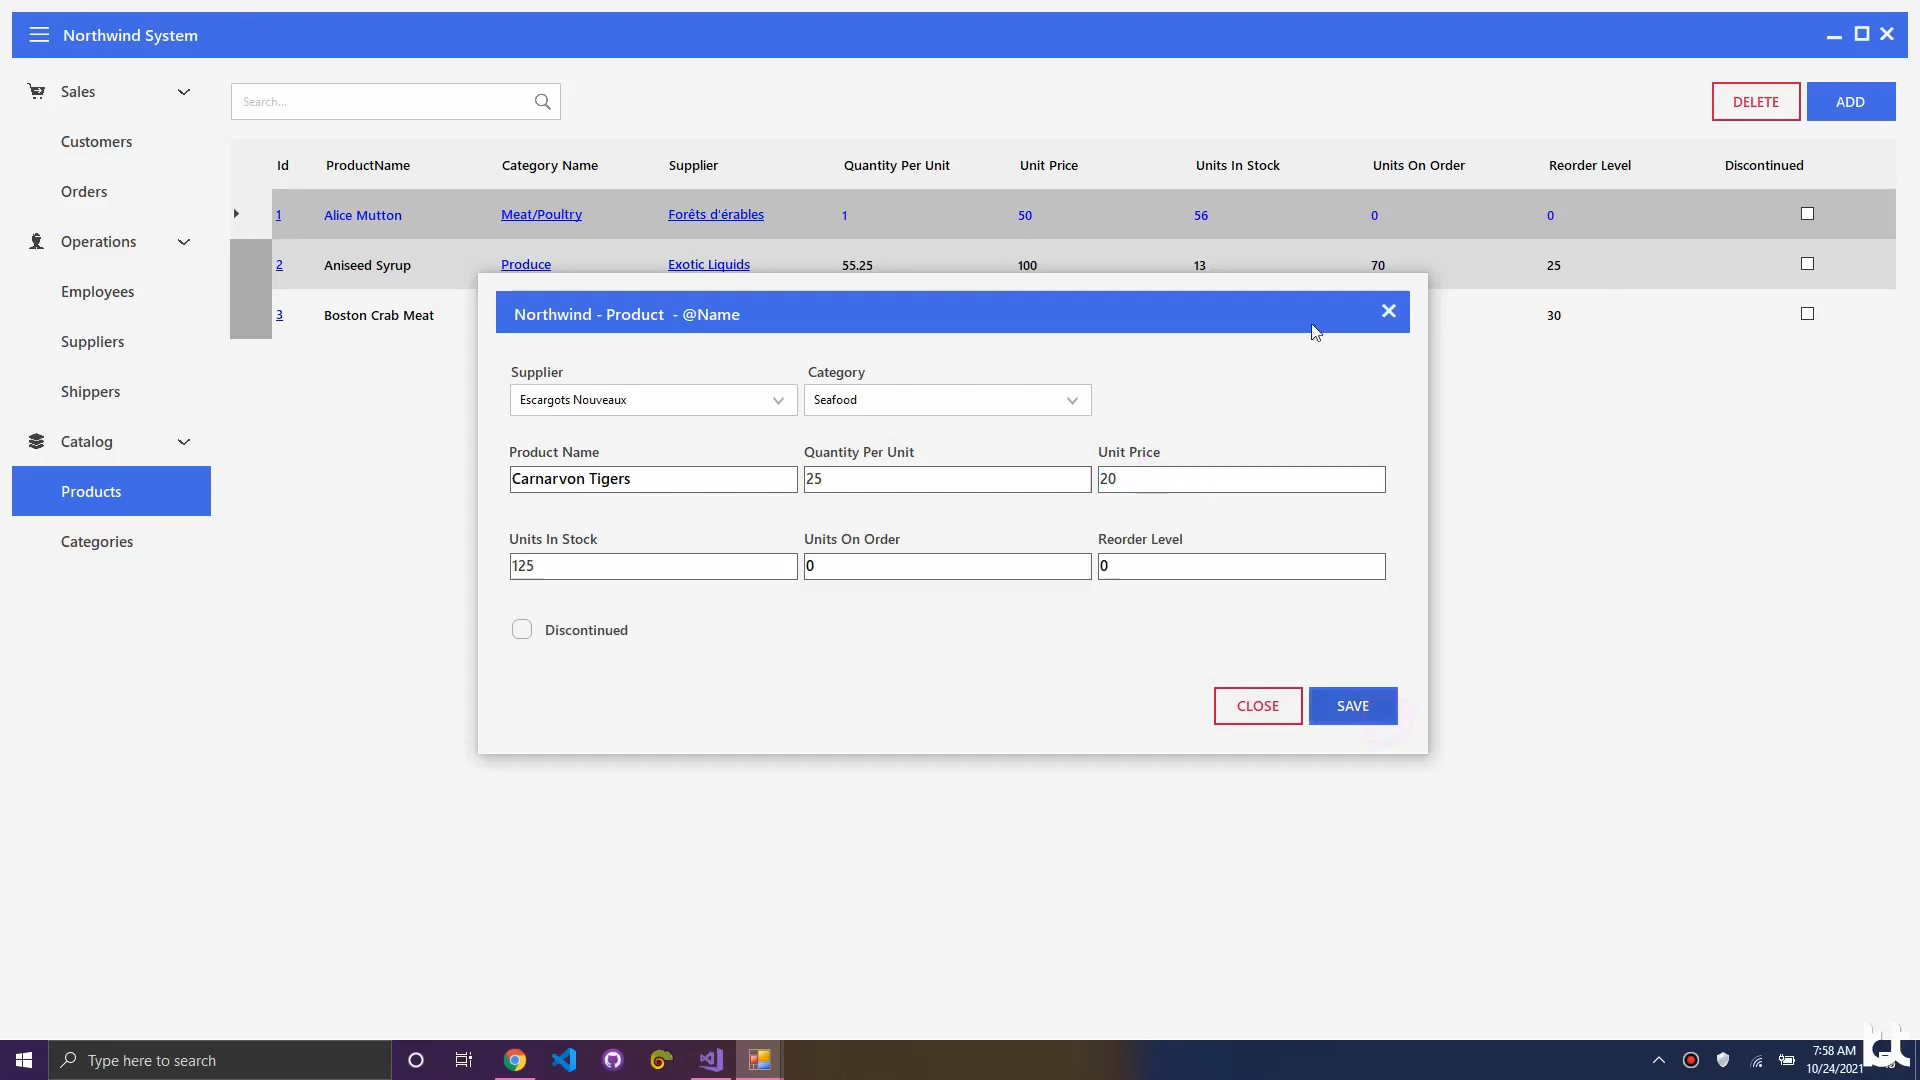 Northwind System
Sales
Customers
Orders
Operations
Employees
Suppliers
Shippers
Catalog
Products
Categories
Search...
DELETE
ADD
Id ProductName Category Name Supplier Quantity Per Unit Unit Price Units In Stock Units On Order Reorder Level Discontinued
1 Alice Mutton Meat/Poultry Forêts d'érables 1 50 56 0 0
2 Aniseed Syrup Produce Exotic Liquids 55.25 100 13 70 25
3 Boston Crab Meat 30
Northwind - Product - @Name
Supplier Category
Escargots Nouveaux Seafood
Product Name Quantity Per Unit Unit Price
Carnarvon Tigers 25 20
Units In Stock Units On Order Reorder Level
125 0 0
Discontinued
CLOSE SAVE
Type here to search
7:58 AM
10/24/2021